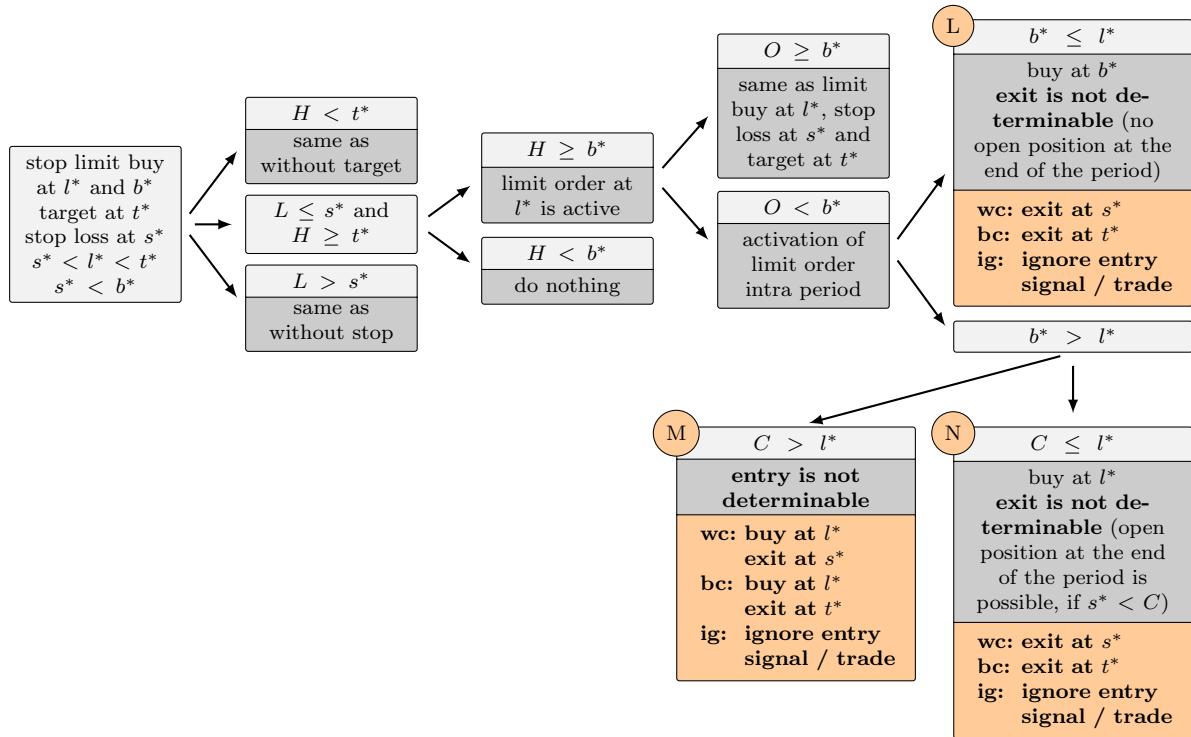 stop limit buy
at l* and b*
target at t*
stop loss at s*
s* < l* < t*
s* < b*
H < t*
same as
without target
L ≤ s* and
H ≥ t*
L > s*
same as
without stop
H ≥ b*
limit order at
l* is active
H < b*
do nothing
O ≥ b*
same as limit
buy at l*, stop
loss at s* and
target at t*
O < b*
activation of
limit order
intra period
L
b* ≤ l*
buy at b*
exit is not de-
terminable (no
open position at the
end of the period)
wc: exit at s*
bc: exit at t*
ig: ignore entry
signal / trade
b* > l*
M
C > l*
entry is not
determinable
wc: buy at l*
exit at s*
bc: buy at l*
exit at t*
ig: ignore entry
signal / trade
N
C ≤ l*
buy at l*
exit is not de-
terminable (open
position at the end
of the period is
possible, if s* < C)
wc: exit at s*
bc: exit at t*
ig: ignore entry
signal / trade